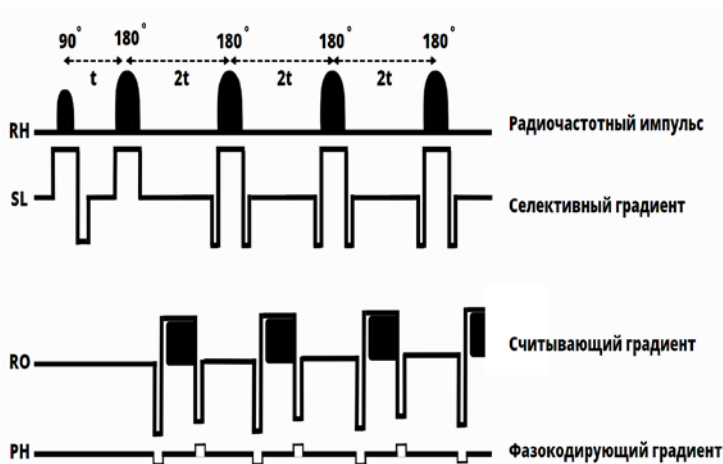 90° 180° 180° 180° 180°
t 2t 2t 2t
RH Радиочастотный импульс
SL Селективный градиент
RO Считывающий градиент
PH Фазокодирующий градиент